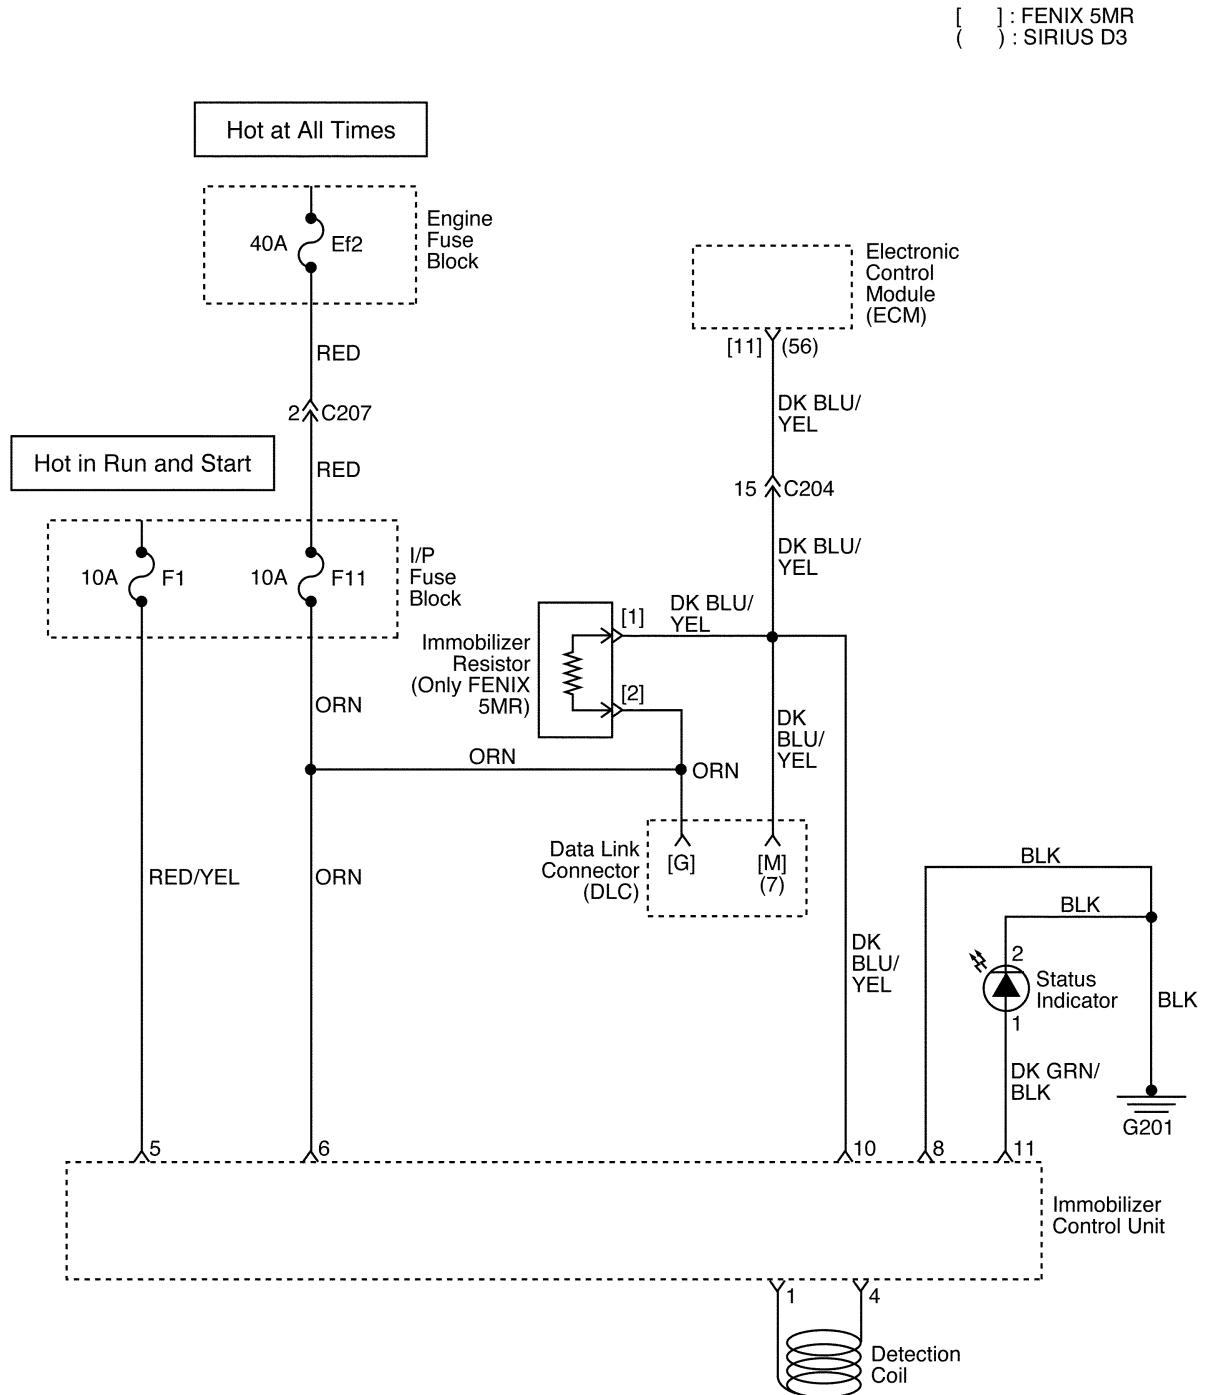 [ ] : FENIX 5MR
( ) : SIRIUS D3
Hot at All Times
40A
Ef2
Engine
Fuse
Block
Electronic
Control
Module
(ECM)
[11]
(56)
RED
DK BLU/
YEL
2
C207
Hot in Run and Start
RED
15
C204
DK BLU/
YEL
10A
F1
10A
F11
I/P
Fuse
Block
DK BLU/
YEL
[1]
Immobilizer
Resistor
(Only FENIX
5MR)
[2]
ORN
DK
BLU/
YEL
ORN
ORN
Data Link
Connector
(DLC)
[G]
[M]
(7)
RED/YEL
ORN
BLK
BLK
DK
BLU/
YEL
2
Status
Indicator
1
BLK
DK GRN/
BLK
G201
5
6
10
8
11
Immobilizer
Control Unit
1
4
Detection
Coil